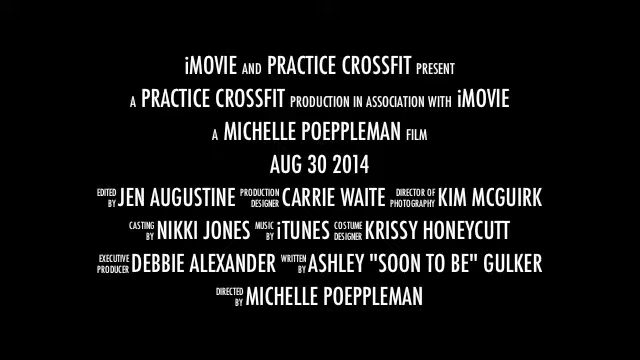 iMOVIE AND PRACTICE CROSSFIT PRESENT
A PRACTICE CROSSFIT PRODUCTION IN ASSOCIATION WITH iMOVIE
A MICHELLE POEPPLEMAN FILM
AUG 30 2014
EDITED BY JEN AUGUSTINE PRODUCTION DESIGNER CARRIE WAITE DIRECTOR OF PHOTOGRAPHY KIM MCGUIRK
CASTING BY NIKKI JONES MUSIC BY iTUNES COSTUME DESIGNER KRISSY HONEYCUTT
EXECUTIVE PRODUCER DEBBIE ALEXANDER WRITTEN BY ASHLEY "SOON TO BE" GULKER
DIRECTED BY MICHELLE POEPPLEMAN